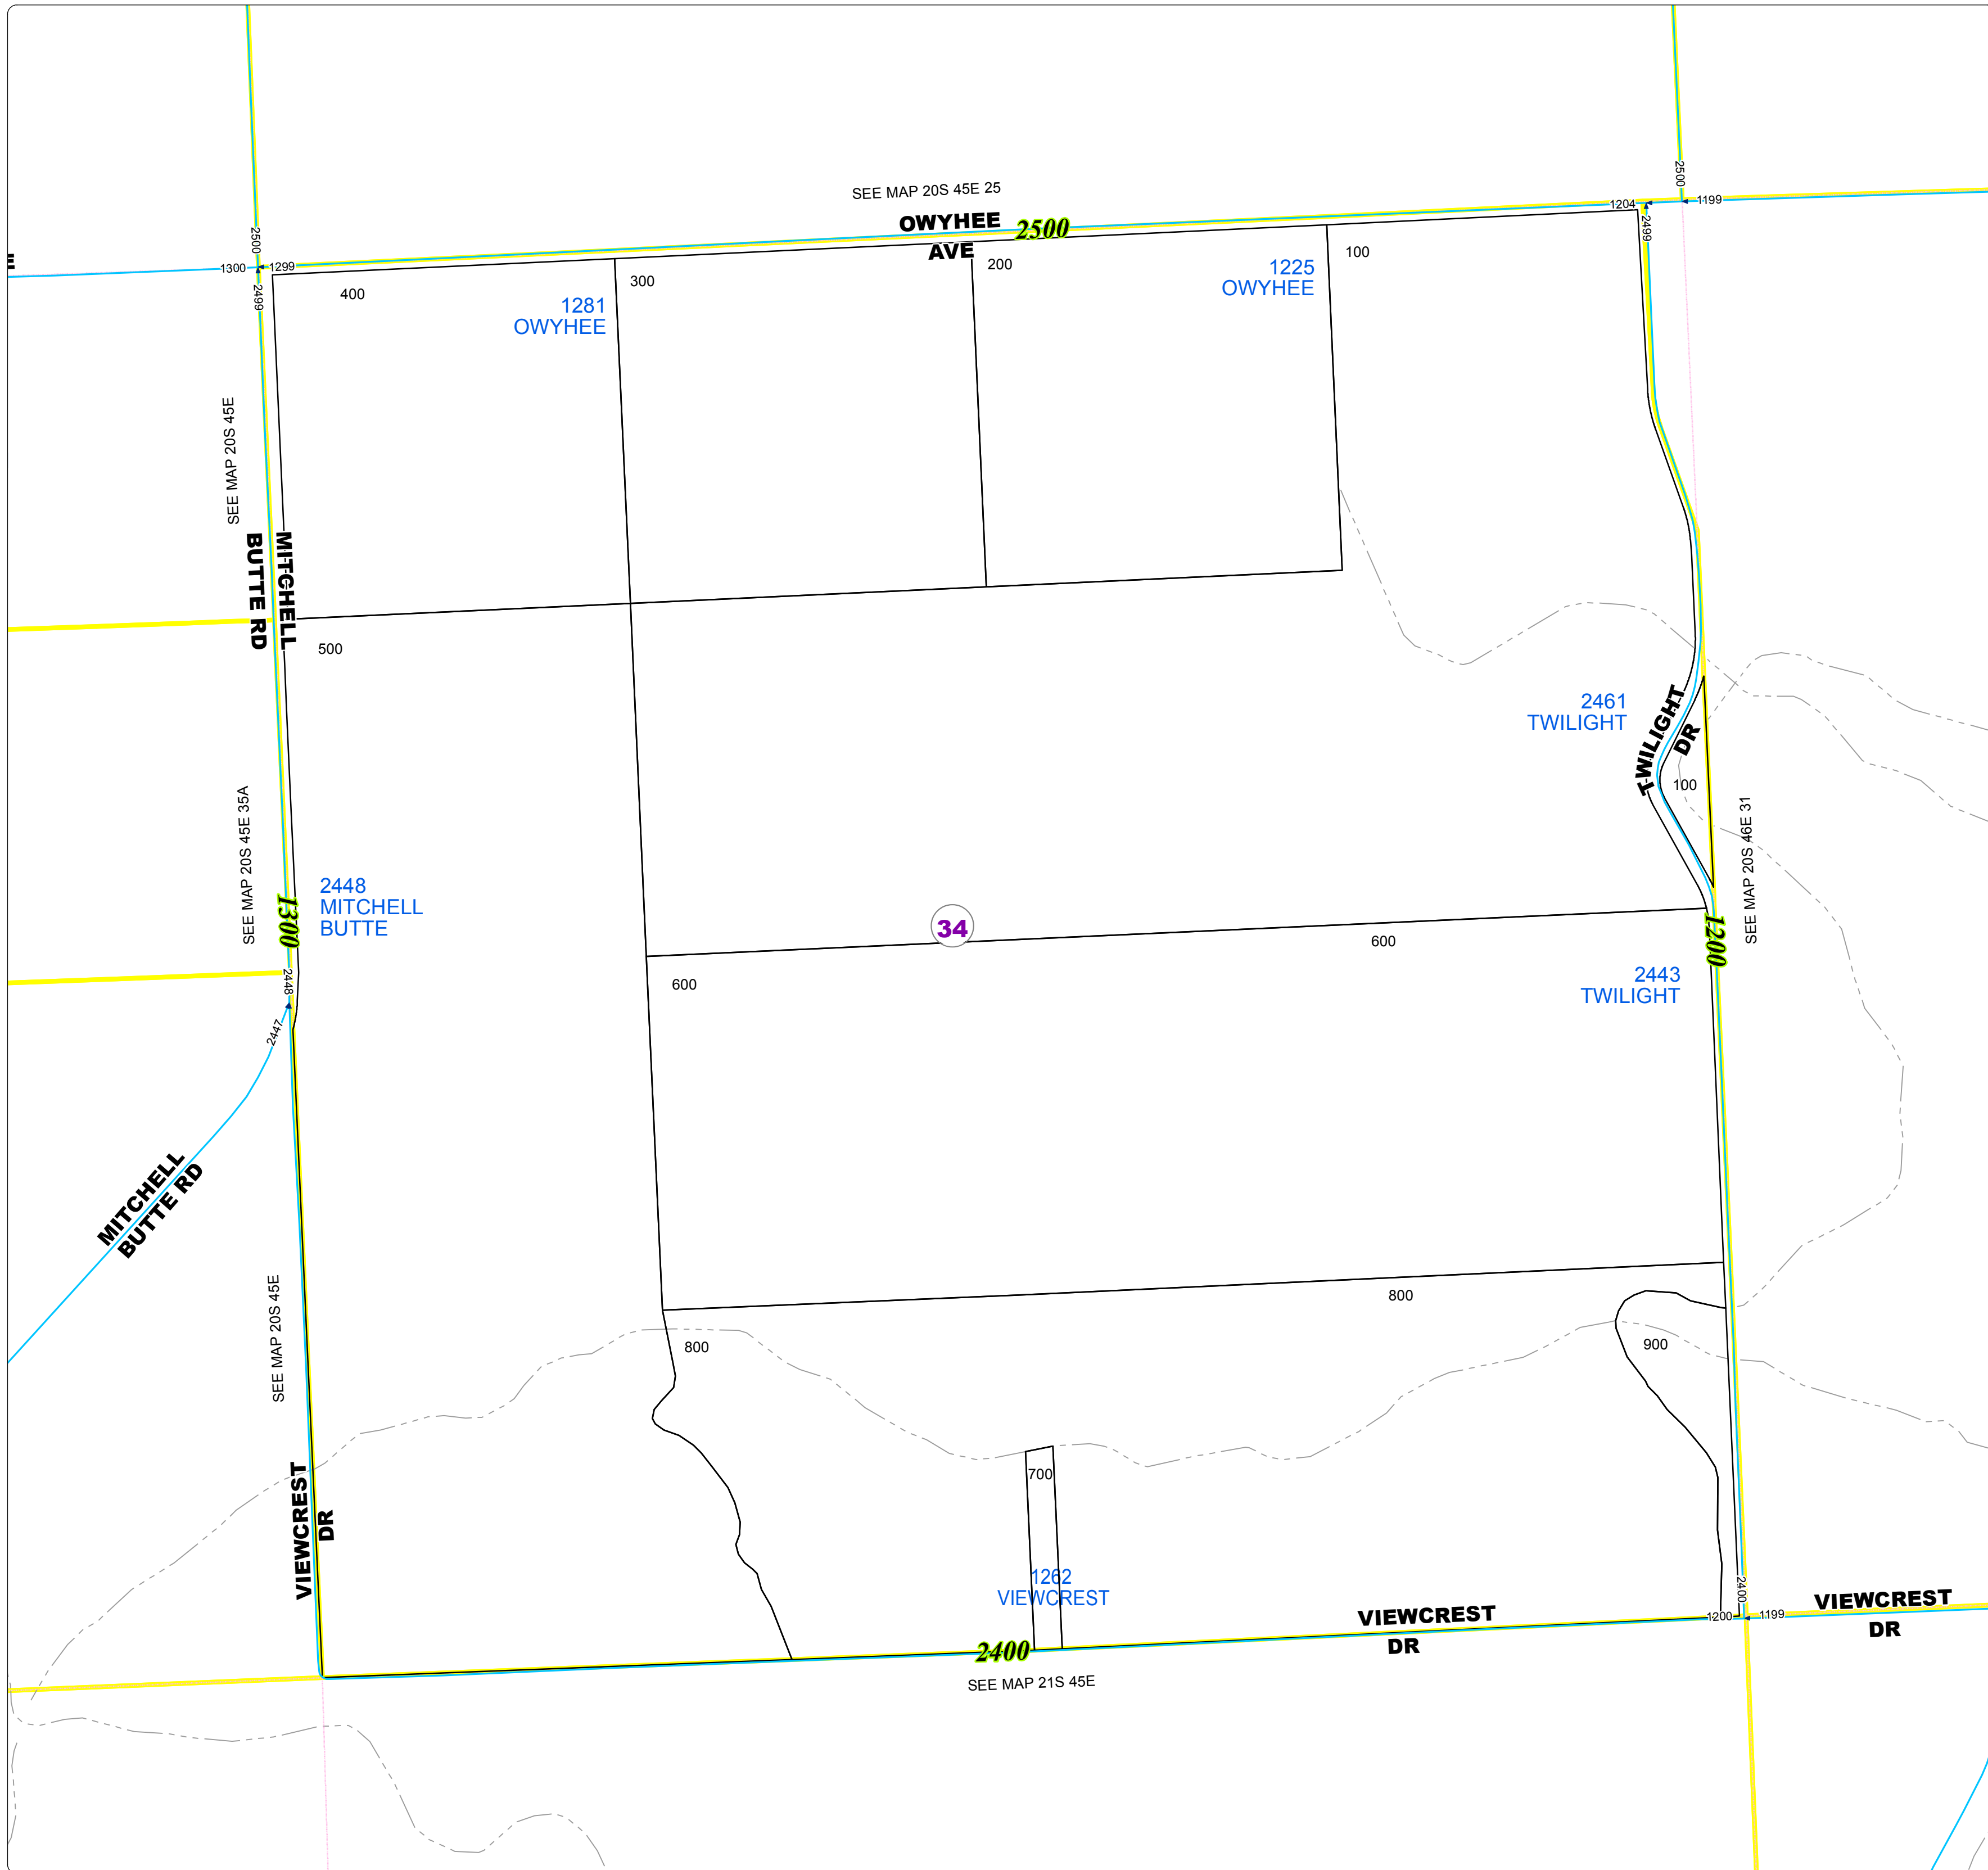 2500
SEE MAP 20S 45E 25
1204
1199
OWYHEE
AVE
2500
2500
2499
1300
1299
2499
400
300
200
100
1281
OWYHEE
1225
OWYHEE
SEE MAP 20S 45E
MITCHELL
BUTTE RD
500
2461
TWILIGHT
TWILIGHT
DR
100
SEE MAP 20S 45E 35A
SEE MAP 20S 46E 31
2448
MITCHELL
BUTTE
1300
34
600
1200
600
2443
TWILIGHT
2448
2447
MITCHELL
BUTTE RD
SEE MAP 20S 45E
800
800
900
700
VIEWCREST
DR
1262
VIEWCREST
2400
1200
1199
VIEWCREST
DR
VIEWCREST
DR
2400
SEE MAP 21S 45E